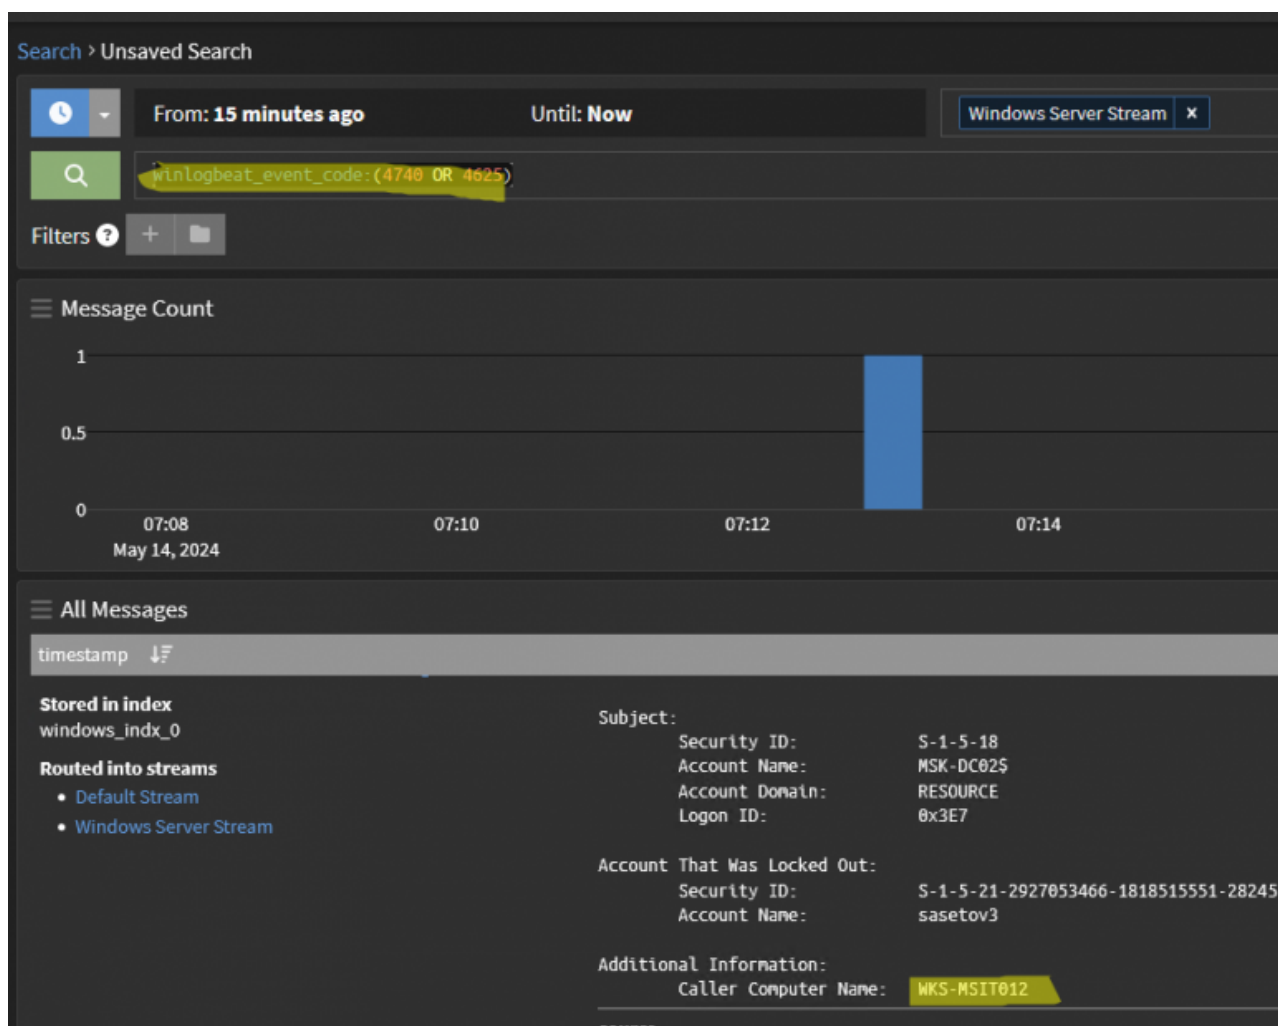 Search > Unsaved Search
From: 15 minutes ago Until: Now Windows Server Stream x
winlogbeat_event_code:(4740 OR 4625)
Filters ? +
Message Count
1
0.5
0
07:08 07:10 07:12 07:14
May 14, 2024
All Messages
timestamp
Stored in index
windows_indx_0
Routed into streams
• Default Stream
• Windows Server Stream
Subject:
Security ID: S-1-5-18
Account Name: MSK-DC02$
Account Domain: RESOURCE
Logon ID: 0x3E7
Account That Was Locked Out:
Security ID: S-1-5-21-2927053466-1818515551-28245
Account Name: sasetov3
Additional Information:
Caller Computer Name: WKS-MSIT012